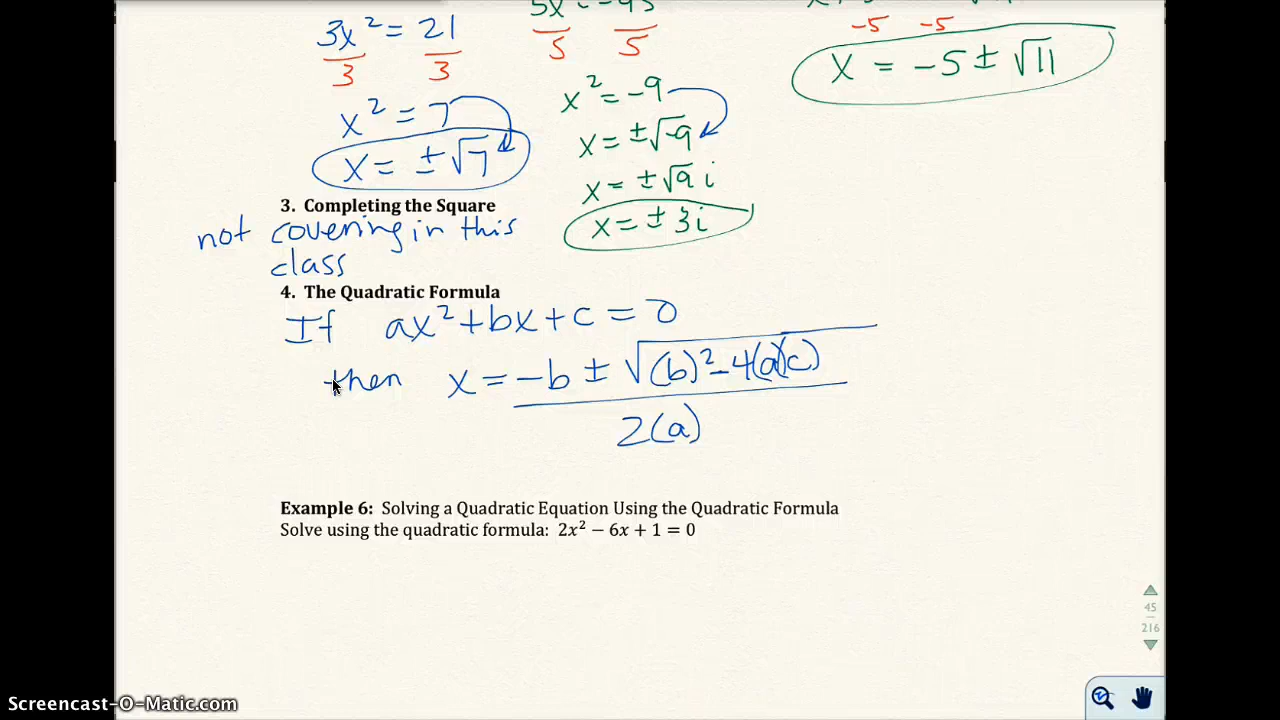 3x² = 21
3 3
x² = 7
x = ±√7
5 5
x² = -9
x = ±√-9
x = ±√9 i
x = ± 3i
-5 -5
x = -5 ± √11
3. Completing the Square
not covering in this
class
4. The Quadratic Formula
If ax² + bx + c = 0
then x = -b ± √(b)² - 4(a)(c)
2(a)
Example 6: Solving a Quadratic Equation Using the Quadratic Formula
Solve using the quadratic formula: 2x² − 6x + 1 = 0
45
216
Screencast-O-Matic.com